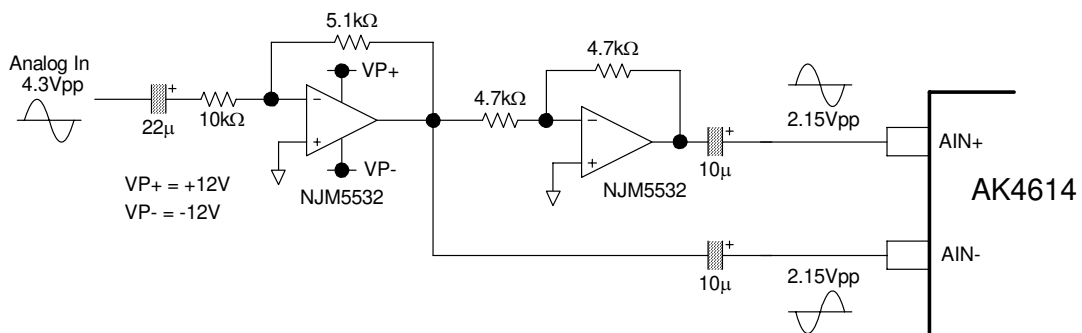 5.1kΩ
4.7kΩ
Analog In
4.3Vpp
VP+
−
+
+
22μ
10kΩ
4.7kΩ
−
+
2.15Vpp
+
AIN+
VP-
10μ
NJM5532
NJM5532
VP+ = +12V
VP- = -12V
AK4614
+
AIN-
10μ
2.15Vpp